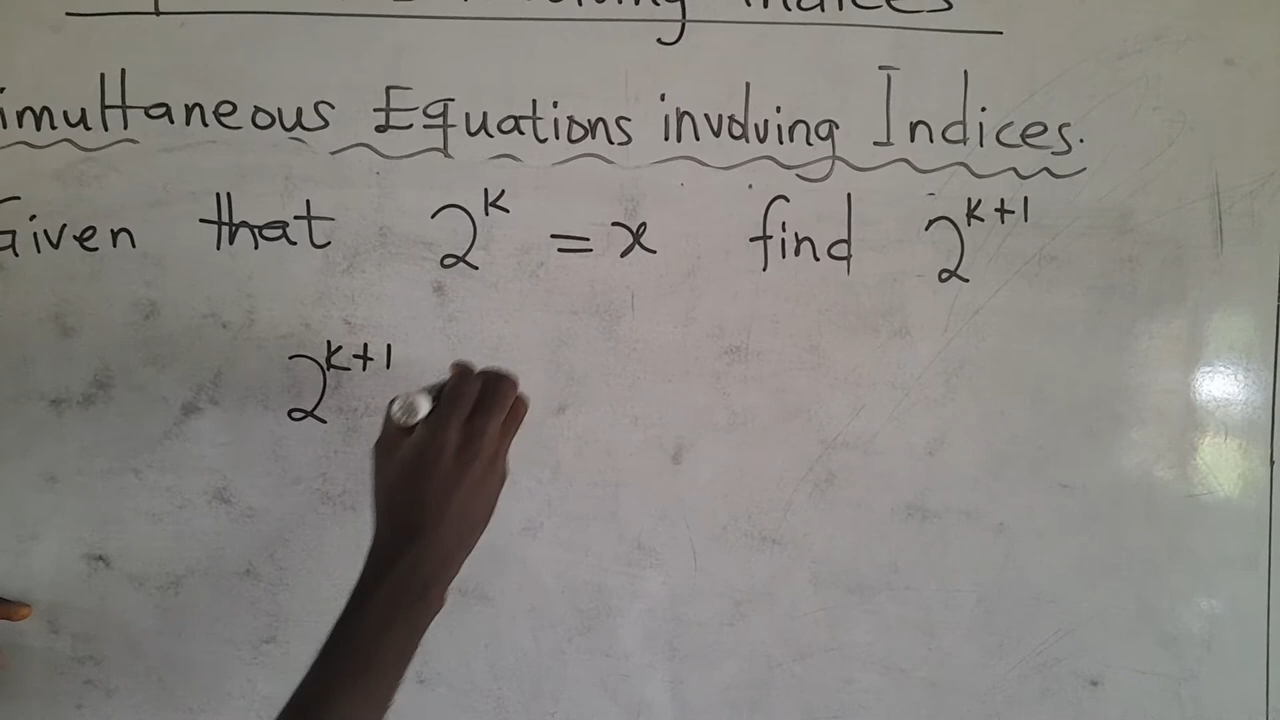 Indices
imultaneous Equations involving Indices.
Given that 2^k = x find 2^{k+1}
2^{k+1}